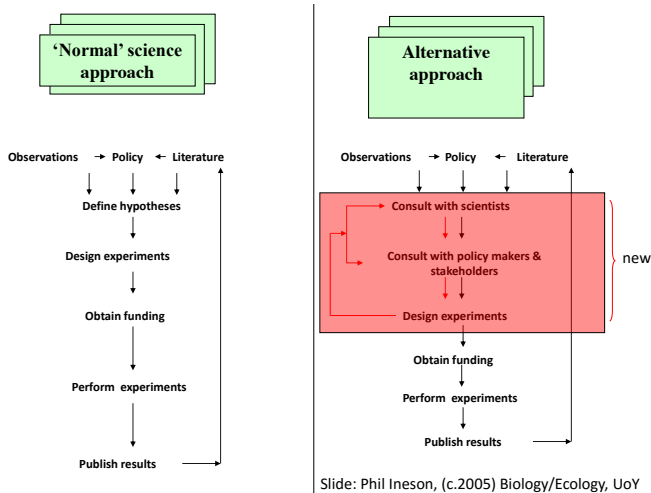 ‘Normal’ science
approach
Observations Policy Literature
Define hypotheses
Design experiments
Obtain funding
Perform experiments
Publish results
Alternative
approach
Observations Policy Literature
Consult with scientists
Consult with policy makers &
stakeholders
Design experiments
new
Obtain funding
Perform experiments
Publish results
Slide: Phil Ineson, (c.2005) Biology/Ecology, UoY